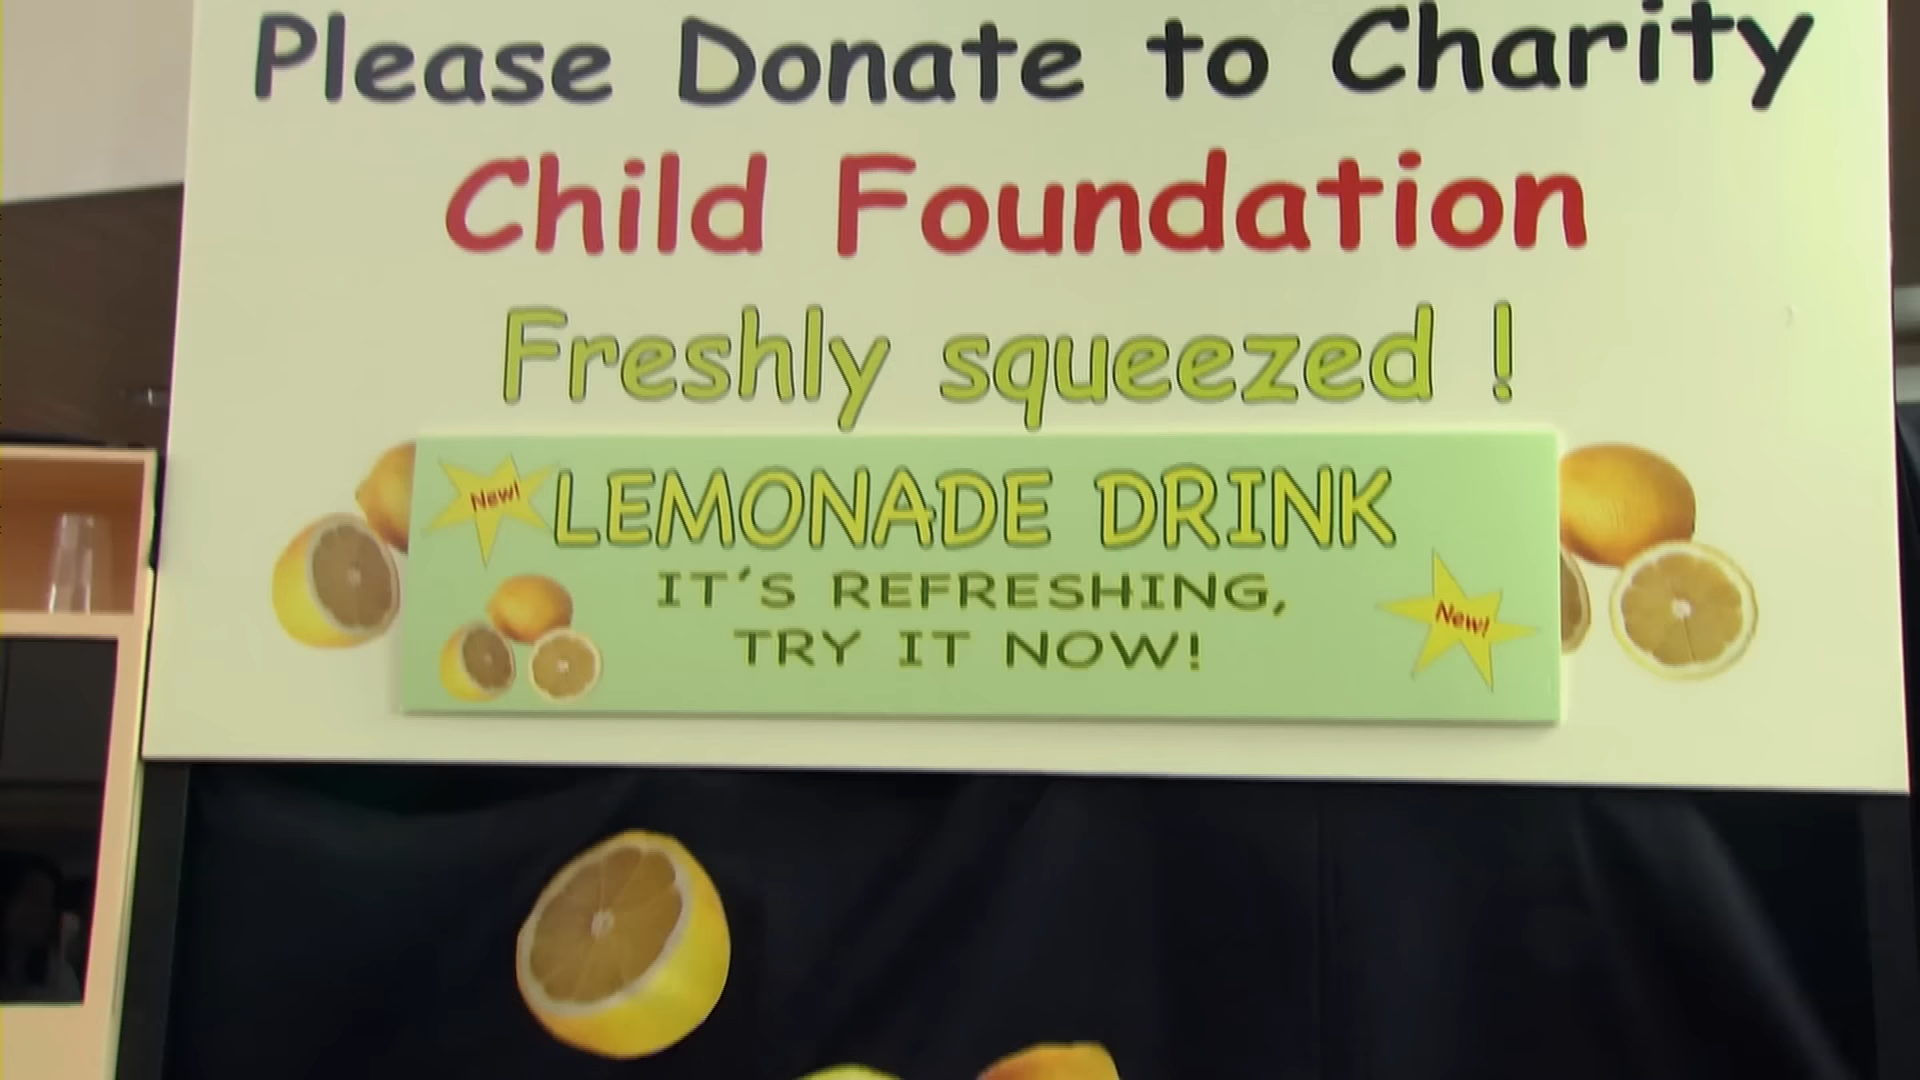 Please Donate to Charity
Child Foundation
Freshly squeezed !
New!
LEMONADE DRINK
IT'S REFRESHING,
TRY IT NOW!
New!